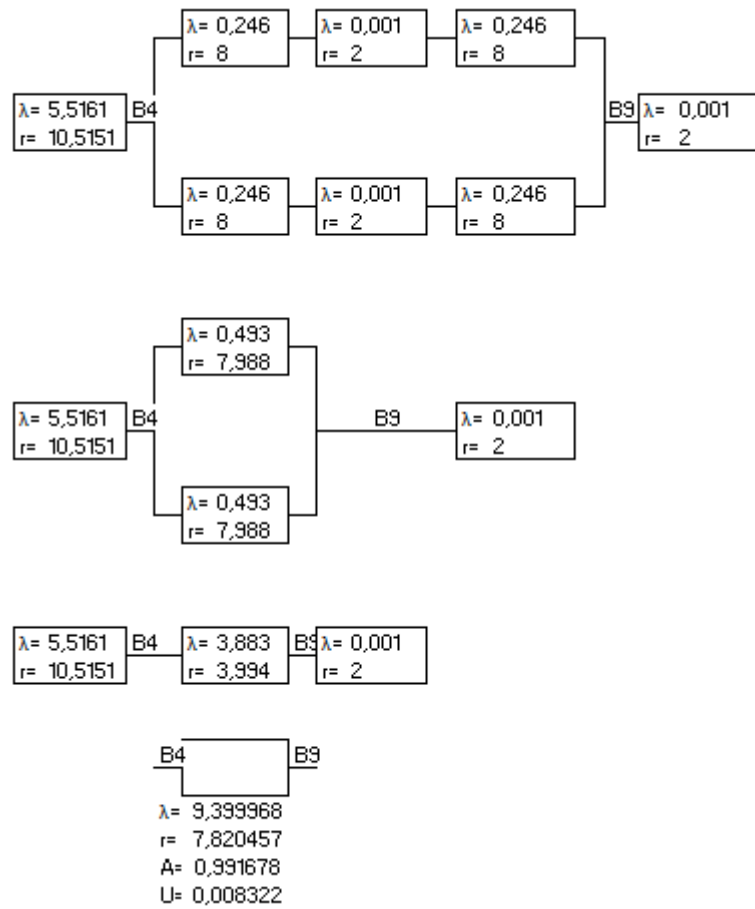 λ= 0,246
r= 8
λ= 0,001
r= 2
λ= 0,246
r= 8
λ= 5,5161
r= 10,5151
B4
B9
λ= 0,001
r= 2
λ= 0,246
r= 8
λ= 0,001
r= 2
λ= 0,246
r= 8
λ= 0,493
r= 7,988
λ= 5,5161
r= 10,5151
B4
B9
λ= 0,001
r= 2
λ= 0,493
r= 7,988
λ= 5,5161
r= 10,5151
B4
λ= 3,883
r= 3,994
B9
λ= 0,001
r= 2
B4
B9
λ= 9,399968
r= 7,820457
A= 0,991678
U= 0,008322